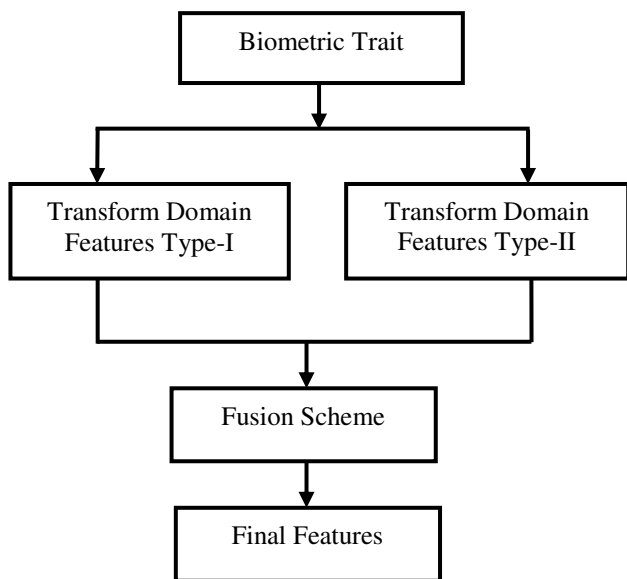 Biometric Trait
Transform Domain
Features Type-I
Transform Domain
Features Type-II
Fusion Scheme
Final Features